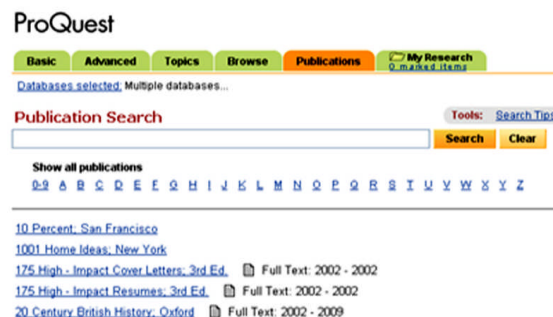 ProQuest
Basic Advanced Topics Browse Publications My Research
0 marked items
Databases selected: Multiple databases...
Publication Search Tools: Search Tips
Search Clear
Show all publications
0-9 A B C D E F G H I J K L M N O P Q R S T U V W X Y Z
10 Percent; San Francisco
1001 Home Ideas; New York
175 High - Impact Cover Letters; 3rd Ed. Full Text: 2002 - 2002
175 High - Impact Resumes; 3rd Ed. Full Text: 2002 - 2002
20 Century British History; Oxford Full Text: 2002 - 2009